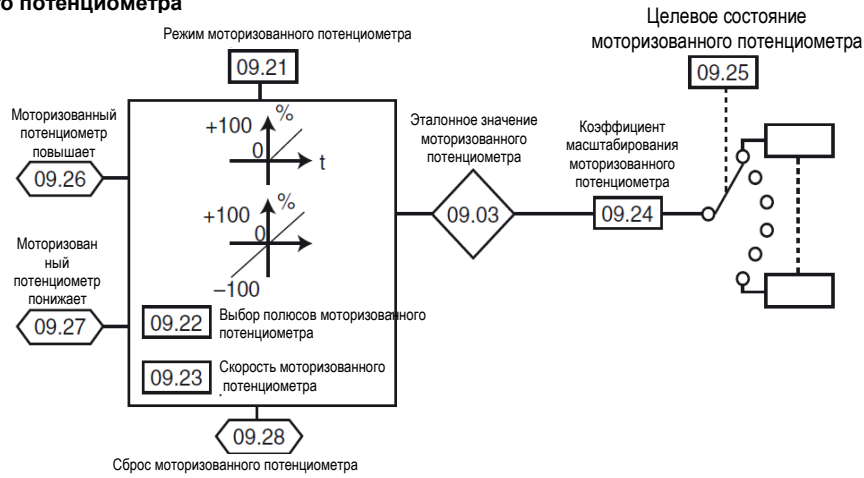 го потенциометра
Режим моторизованного потенциометра
09.21
Целевое состояние
моторизованного потенциометра
09.25
Моторизованный
потенциометр
повышает
09.26
+100
%
0
t
Эталонное значение
моторизованного
потенциометра
09.03
Коэффициент
масштабирования
моторизованного
потенциометра
09.24
+100
%
0
–100
Моторизован
ный
потенциометр
понижает
09.27
09.22
Выбор полюсов моторизованного
потенциометра
09.23
Скорость моторизованного
потенциометра
.
09.28
Сброс моторизованного потенциометра